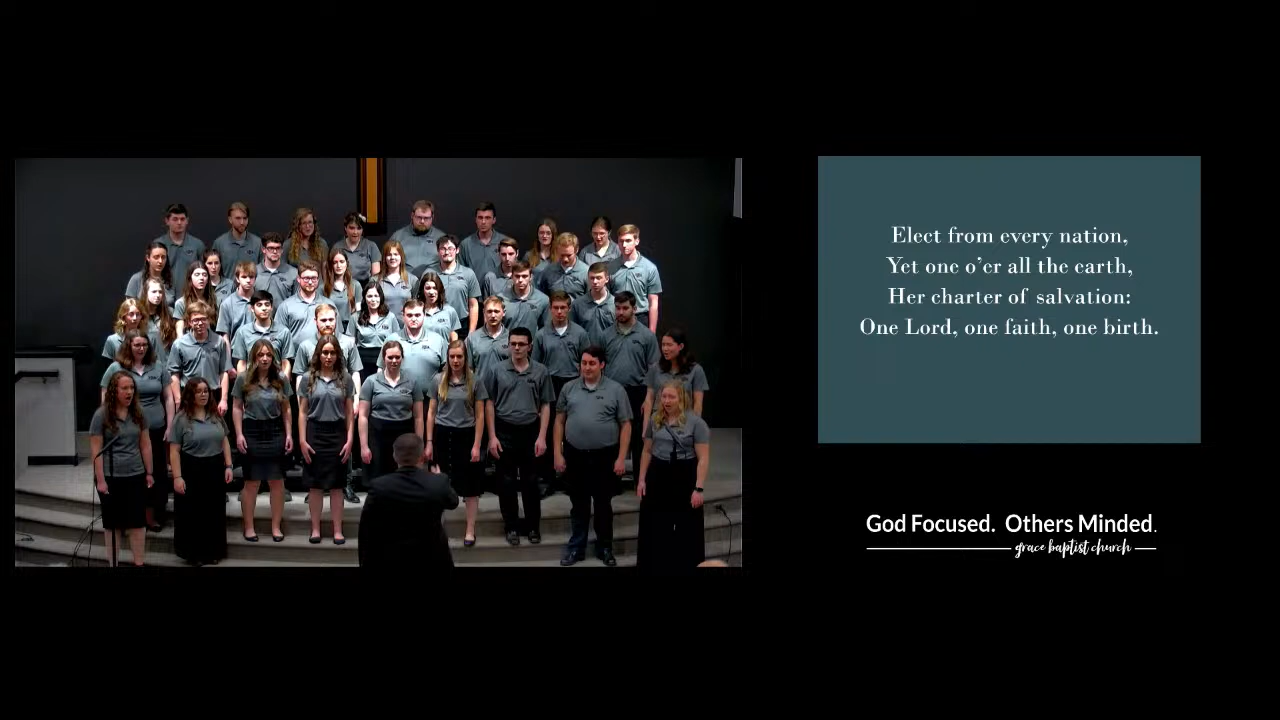 Elect from every nation,
Yet one o’er all the earth,
Her charter of salvation:
One Lord, one faith, one birth.
God Focused. Others Minded.
grace baptist church